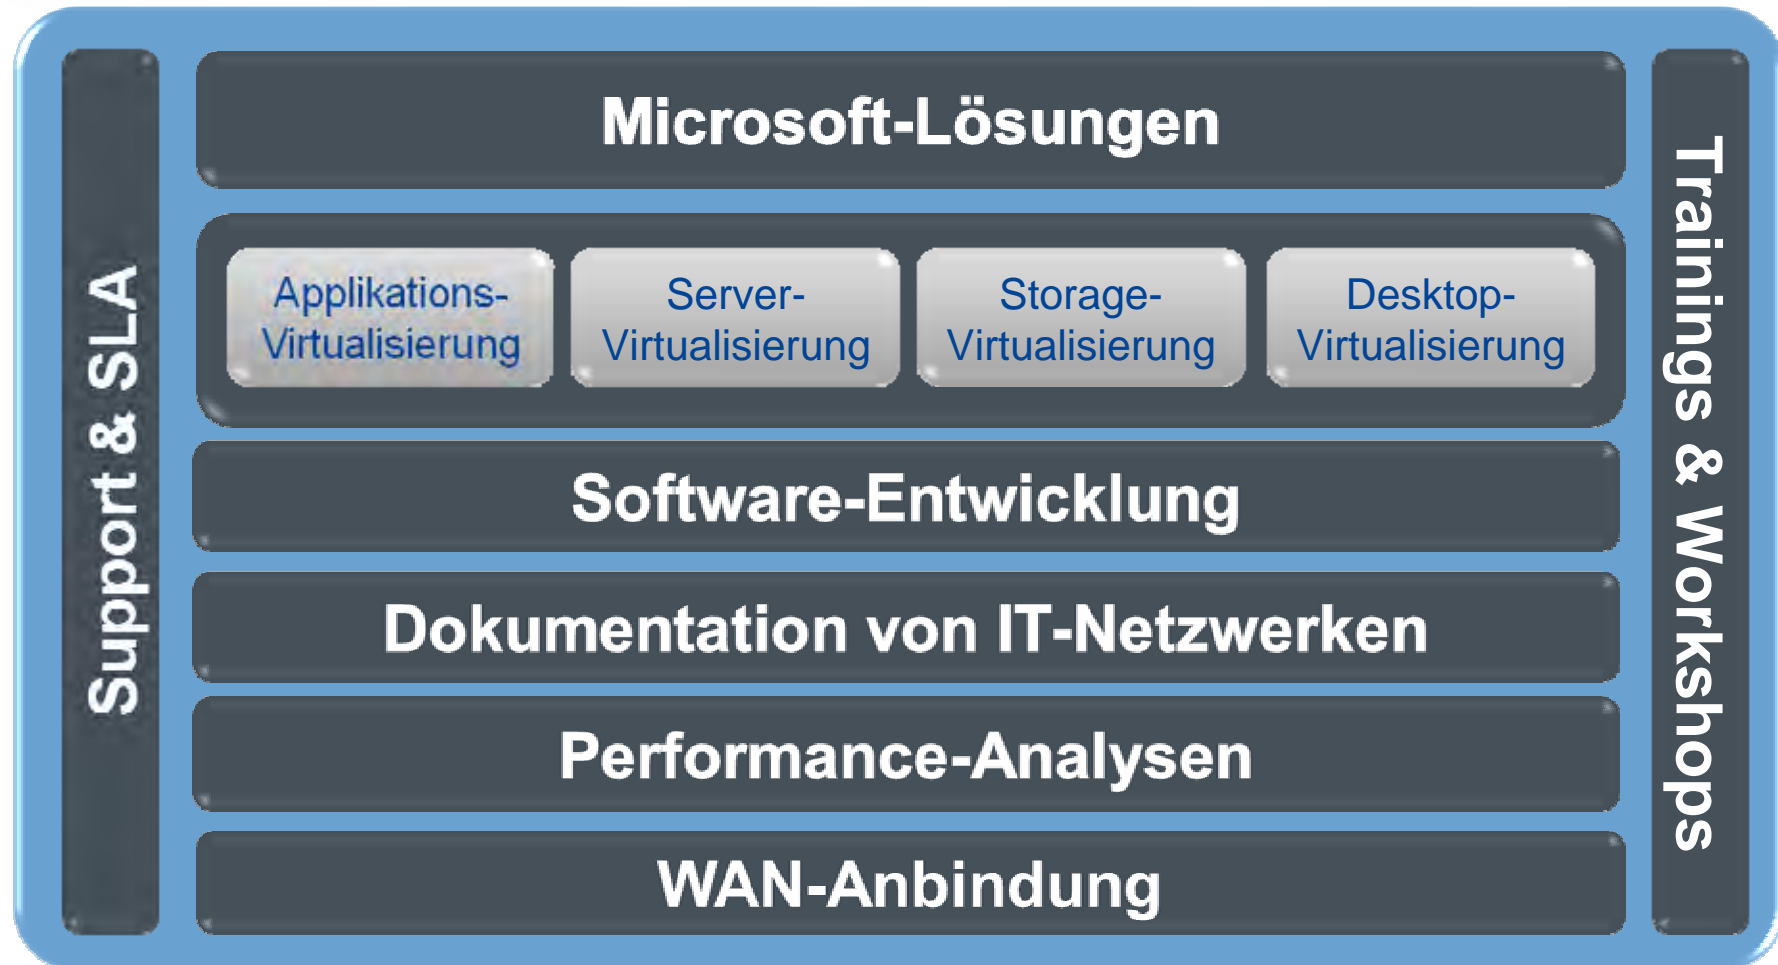 Support & SLA
Microsoft-Lösungen
Applikations-
Virtualisierung
Server-
Virtualisierung
Storage-
Virtualisierung
Desktop-
Virtualisierung
Software-Entwicklung
Dokumentation von IT-Netzwerken
Performance-Analysen
WAN-Anbindung
Trainings & Workshops